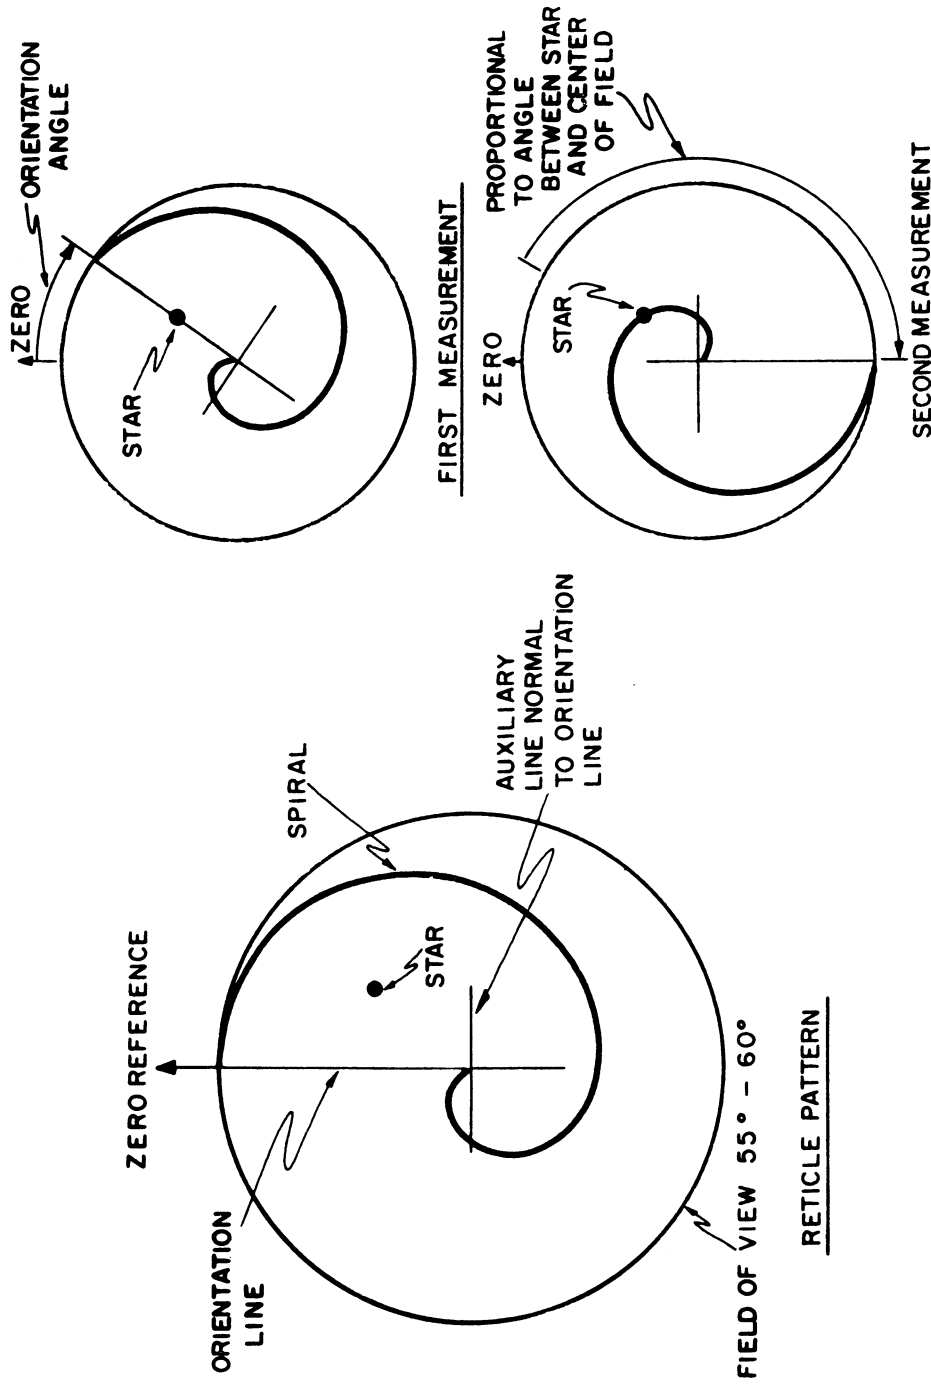 ZERO REFERENCE
ORIENTATION
LINE
SPIRAL
STAR
AUXILIARY
LINE NORMAL
TO ORIENTATION
LINE
FIELD OF VIEW 55° - 60°
RETICLE PATTERN
ZERO
ORIENTATION
ANGLE
STAR
FIRST MEASUREMENT
ZERO
STAR
PROPORTIONAL
TO ANGLE
BETWEEN STAR
AND CENTER
OF FIELD
SECOND MEASUREMENT